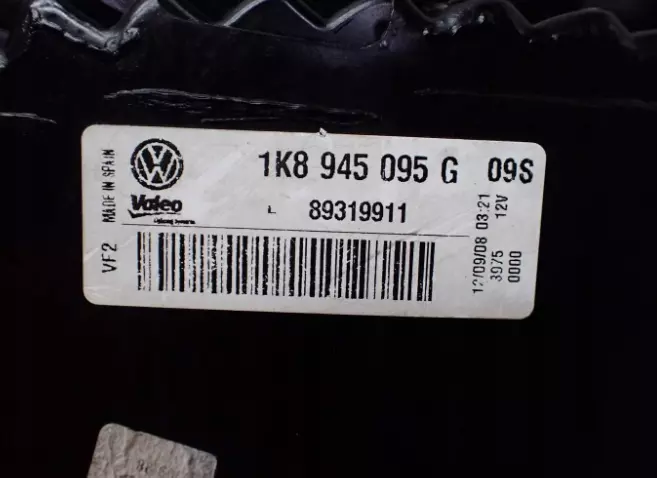 1K8 945 095 G 09S
Valeo
L 89319911
MADE IN SPAIN
VF2
12/09/08 03:21 12V
3975 0000